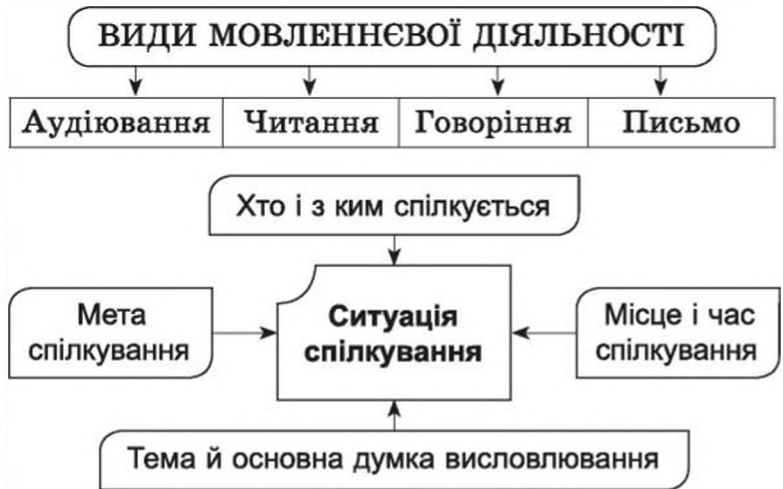 ВИДИ МОВЛЕННЄВОЇ ДІЯЛЬНОСТІ
Аудіювання Читання Говоріння Письмо
Хто і з ким спілкується
Мета
спілкування
Ситуація
спілкування
Місце і час
спілкування
Тема й основна думка висловлювання